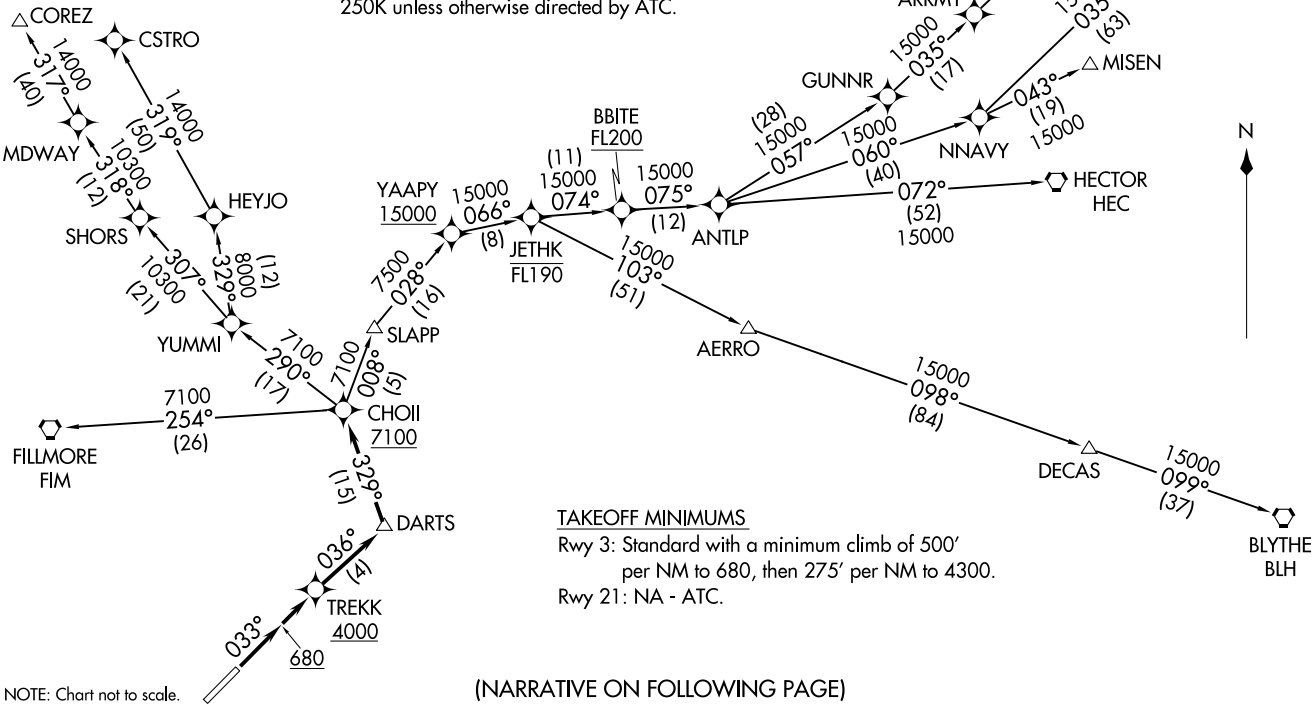 250K unless otherwise directed by ATC.
COREZ
14000
317°
(40)
CSTRO
14000
319°
(50)
MDWAY
10300
318°
(12)
SHORS
HEYJO
307°
10300
(21)
(12)
8000
329°
YUMMI
7100
290°
(17)
7100
254°
(26)
FILLMORE
FIM
CHOII
7100
7100
008°
(5)
SLAPP
7500
028°
(16)
YAAPY
15000
15000
066°
(8)
JETHK
FL190
(11)
15000
074°
BBITE
FL200
15000
075°
(12)
ANTLP
(28)
15000
057°
GUNNR
15000
035°
(17)
15000
060°
(40)
NNAVY
035°
(63)
043°
(19)
15000
MISEN
072°
(52)
15000
HECTOR
HEC
N
15000
103°
(51)
AERRO
15000
098°
(84)
DECAS
15000
099°
(37)
BLYTHE
BLH
329°
(15)
DARTS
036°
(4)
TREKK
4000
033°
680
TAKEOFF MINIMUMS
Rwy 3: Standard with a minimum climb of 500'
per NM to 680, then 275' per NM to 4300.
Rwy 21: NA - ATC.
NOTE: Chart not to scale.
(NARRATIVE ON FOLLOWING PAGE)